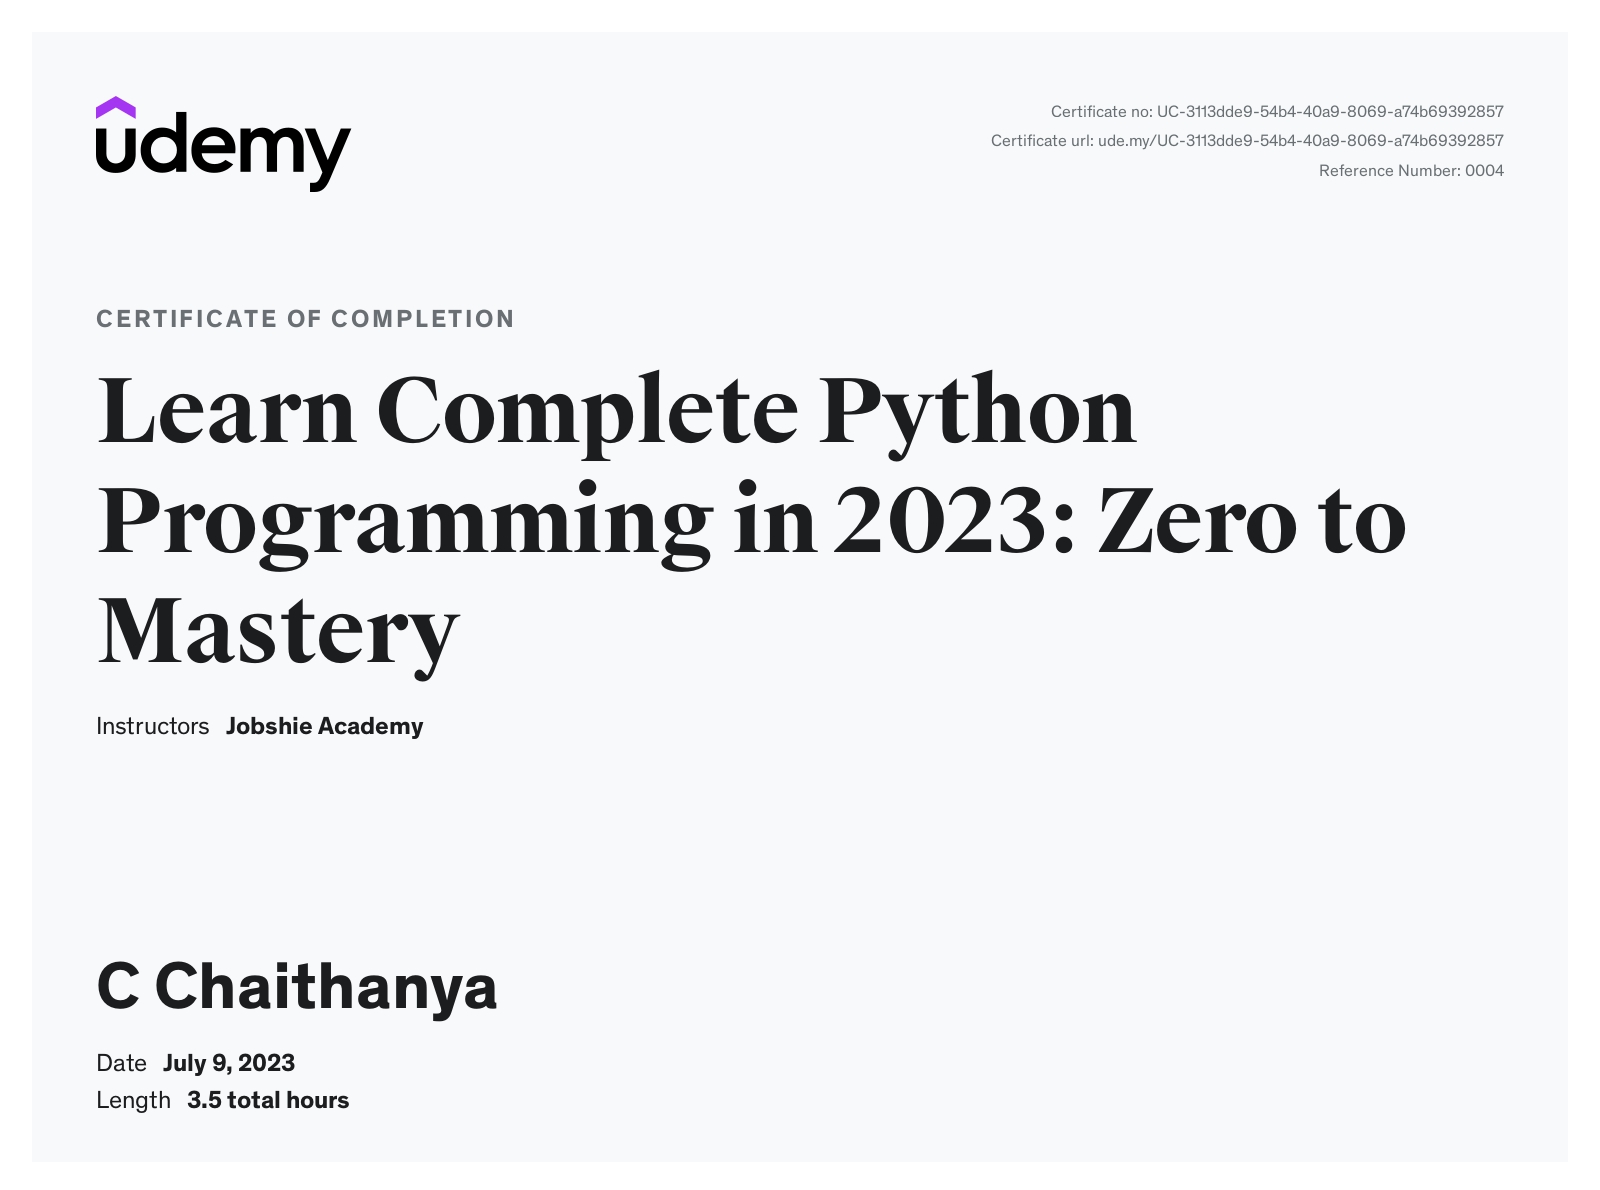 udemy
Certificate no: UC-3113dde9-54b4-40a9-8069-a74b69392857
Certificate url: ude.my/UC-3113dde9-54b4-40a9-8069-a74b69392857
Reference Number: 0004
CERTIFICATE OF COMPLETION
Learn Complete Python
Programming in 2023: Zero to
Mastery
Instructors Jobshie Academy
C Chaithanya
Date July 9, 2023
Length 3.5 total hours